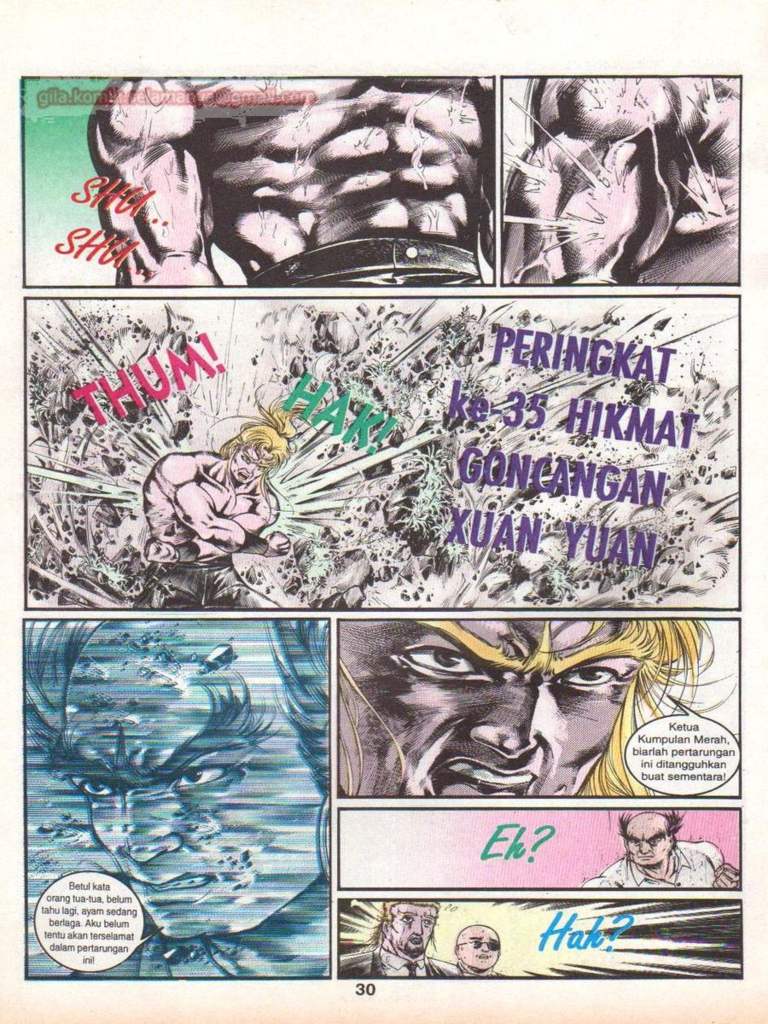 SHU..
SHU...
THUM!
HAK!
PERINGKAT
ke-35 HIKMAT
GONCANGAN
XUAN YUAN
Betul kata
orang tua-tua, belum
tahu lagi, ayam sedang
berlaga. Aku belum
tentu akan terselamat
dalam pertarungan
ini!
Ketua
Kumpulan Merah,
biarlah pertarungan
ini ditangguhkan
buat sementara!
Eh?
Hah?
30